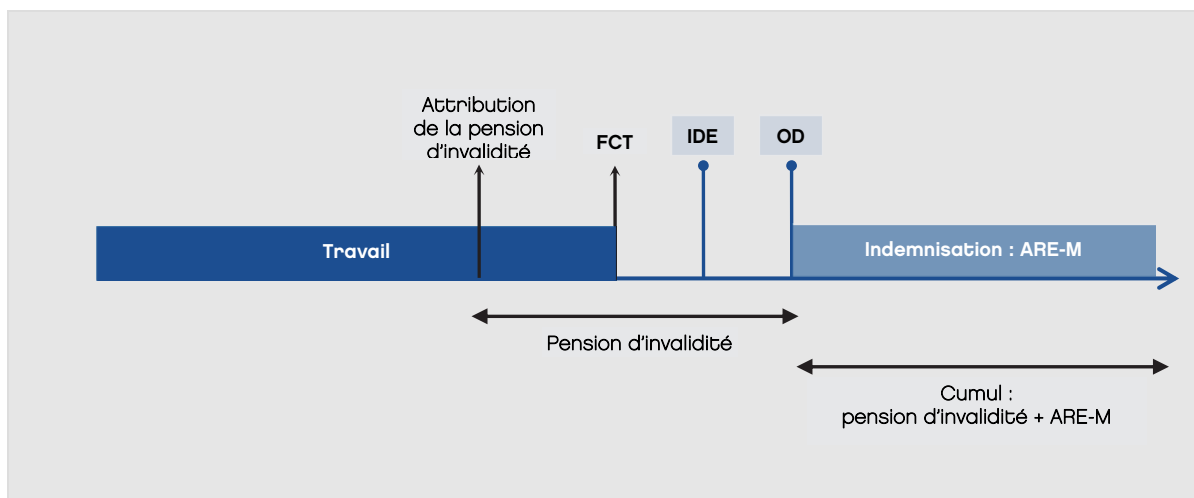 Attribution
de la pension
d'invalidité
FCT
IDE
OD
Travail
Indemnisation : ARE-M
Pension d'invalidité
Cumul :
pension d'invalidité + ARE-M